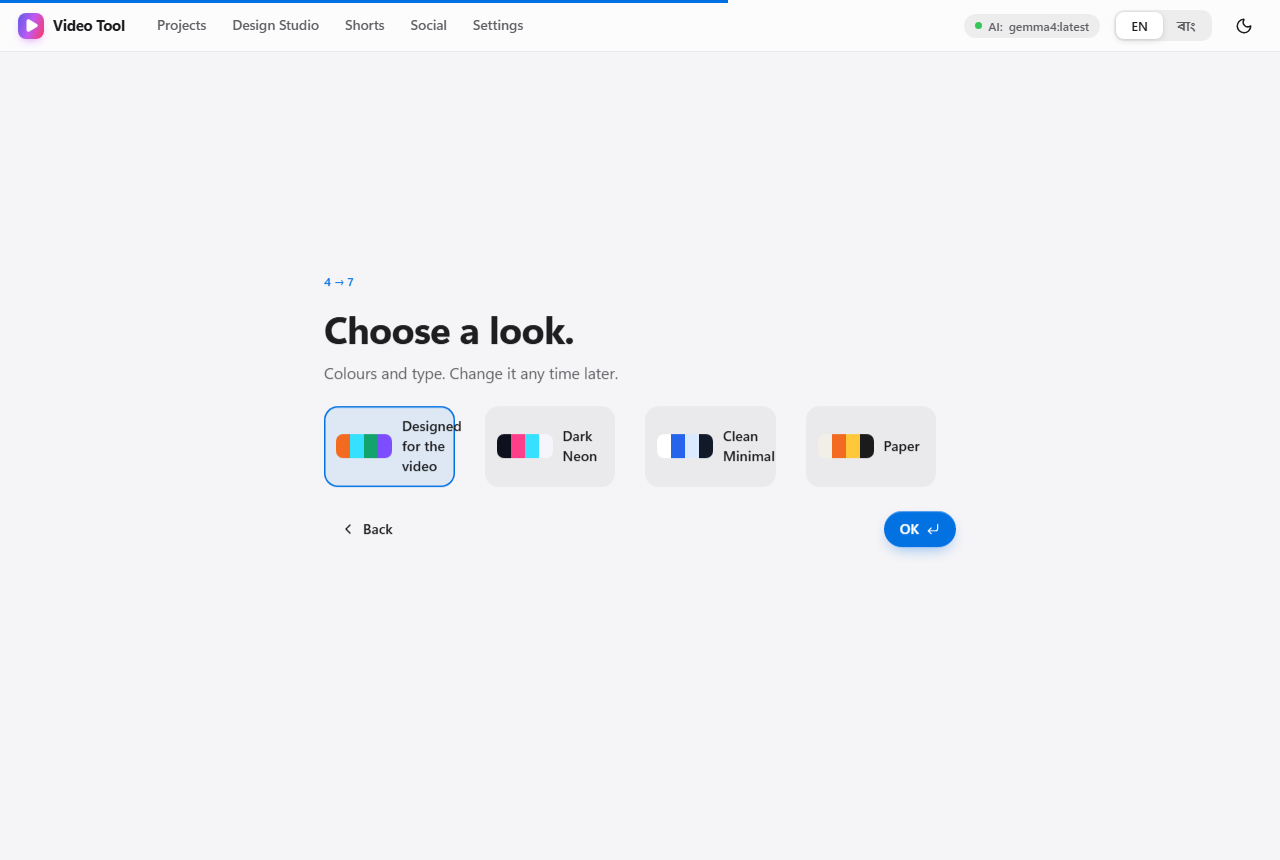 Video Tool Projects Design Studio Shorts Social Settings AI: gemma4:latest EN বাং
4 → 7
Choose a look.
Colours and type. Change it any time later.
Designed for the video
Dark Neon
Clean Minimal
Paper
Back OK